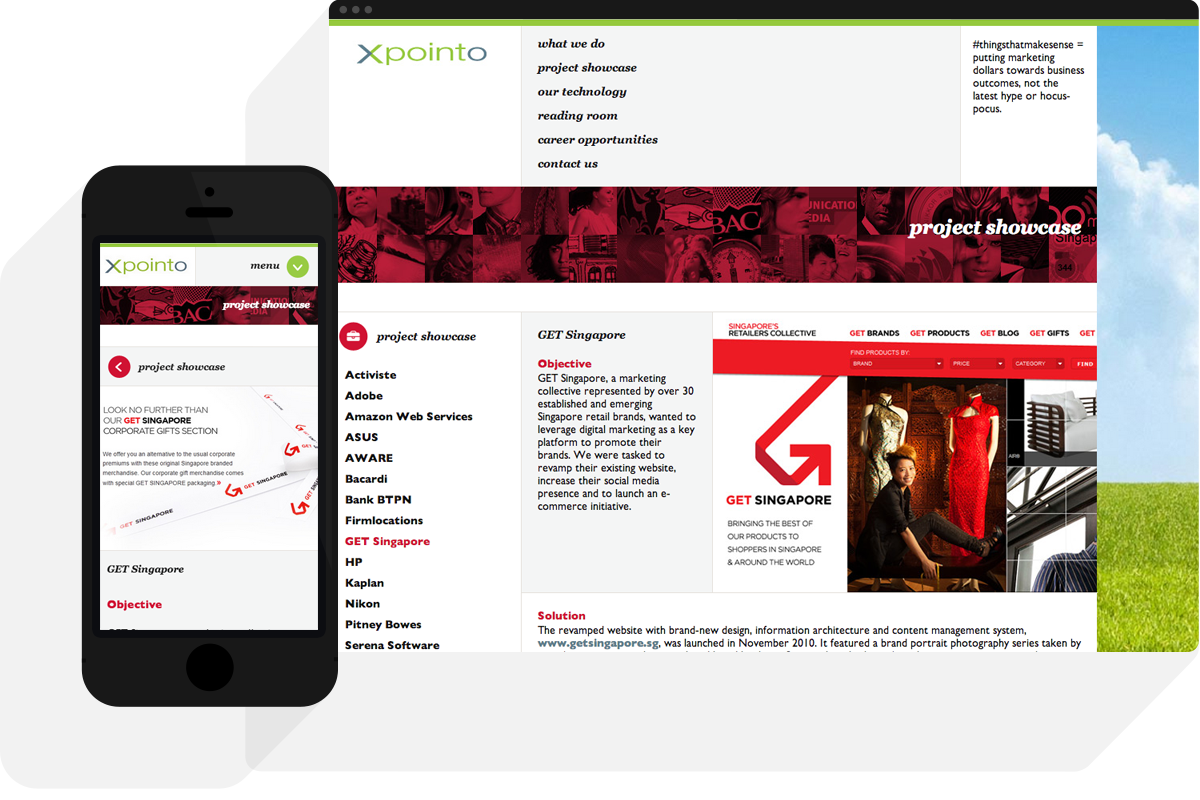 Xpointo
what we do
project showcase
our technology
reading room
career opportunities
contact us
#thingsthatmakesense =
putting marketing
dollars towards business
outcomes, not the
latest hype or hocus-
pocus.
BAC
UNICATIO
EDIA
Singap
344
project showcase
project showcase
Activiste
Adobe
Amazon Web Services
ASUS
AWARE
Bacardi
Bank BTPN
Firmlocations
GET Singapore
HP
Kaplan
Nikon
Pitney Bowes
Serena Software
GET Singapore
Objective
GET Singapore, a marketing
collective represented by over 30
established and emerging
Singapore retail brands, wanted to
leverage digital marketing as a key
platform to promote their
brands. We were tasked to
revamp their existing website,
increase their social media
presence and to launch an e-
commerce initiative.
SINGAPORE'S
RETAILERS COLLECTIVE
GET BRANDS GET PRODUCTS GET BLOG GET GIFTS GET
FIND PRODUCTS BY:
BRAND PRICE CATEGORY FIND
GET SINGAPORE
BRINGING THE BEST OF
OUR PRODUCTS TO
SHOPPERS IN SINGAPORE
& AROUND THE WORLD
AIR®
Solution
The revamped website with brand-new design, information architecture and content management system,
www.getsingapore.sg, was launched in November 2010. It featured a brand portrait photography series taken by
Xpointo
menu
BAC
EDIA
project showcase
project showcase
LOOK NO FURTHER THAN
OUR GET SINGAPORE
CORPORATE GIFTS SECTION
We offer you an alternative to the usual corporate
premiums with these original Singapore branded
merchandise. Our corporate gift merchandise comes
with special GET SINGAPORE packaging »
GET SINGAPORE
GET SINGAPORE
GET Singapore
Objective